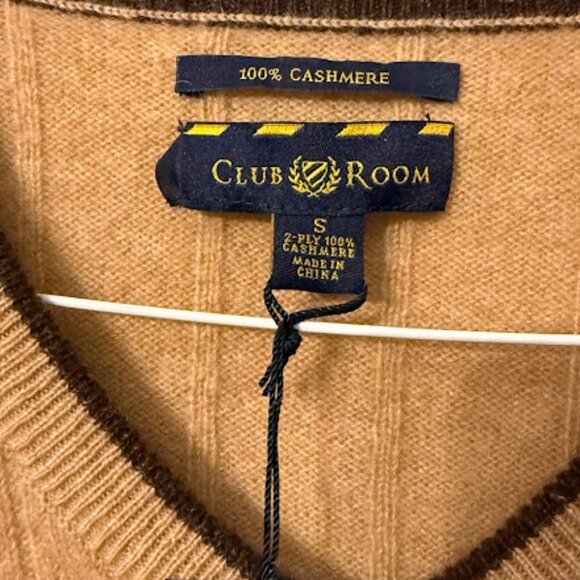 100% CASHMERE
CLUB ROOM
S
2-PLY 100%
CASHMERE
MADE IN
CHINA